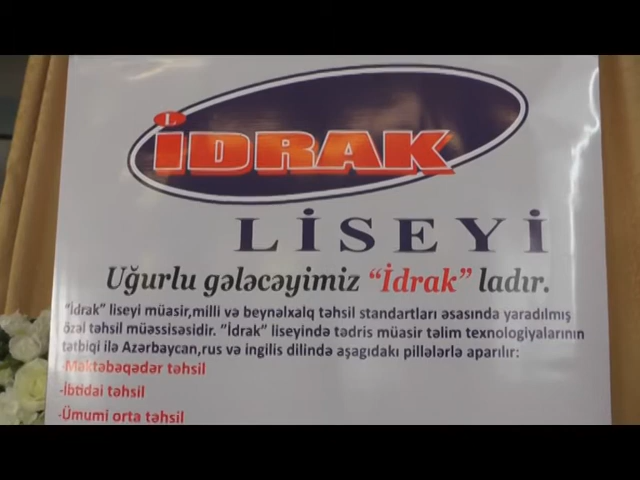 L
İDRAK
LİSEYİ
Uğurlu gələcəyimiz “İdrak” ladır.
“İdrak” liseyi müasir,milli və beynəlxalq təhsil standartları əsasında yaradılmış
özəl təhsil müəssisəsidir. ”İdrak” liseyində tədris müasir təlim texnologiyalarının
tətbiqi ilə Azərbaycan,rus və ingilis dilində aşagıdakı pillələrlə aparılır:
-Məktəbəqədər təhsil
-İbtidai təhsil
-Ümumi orta təhsil